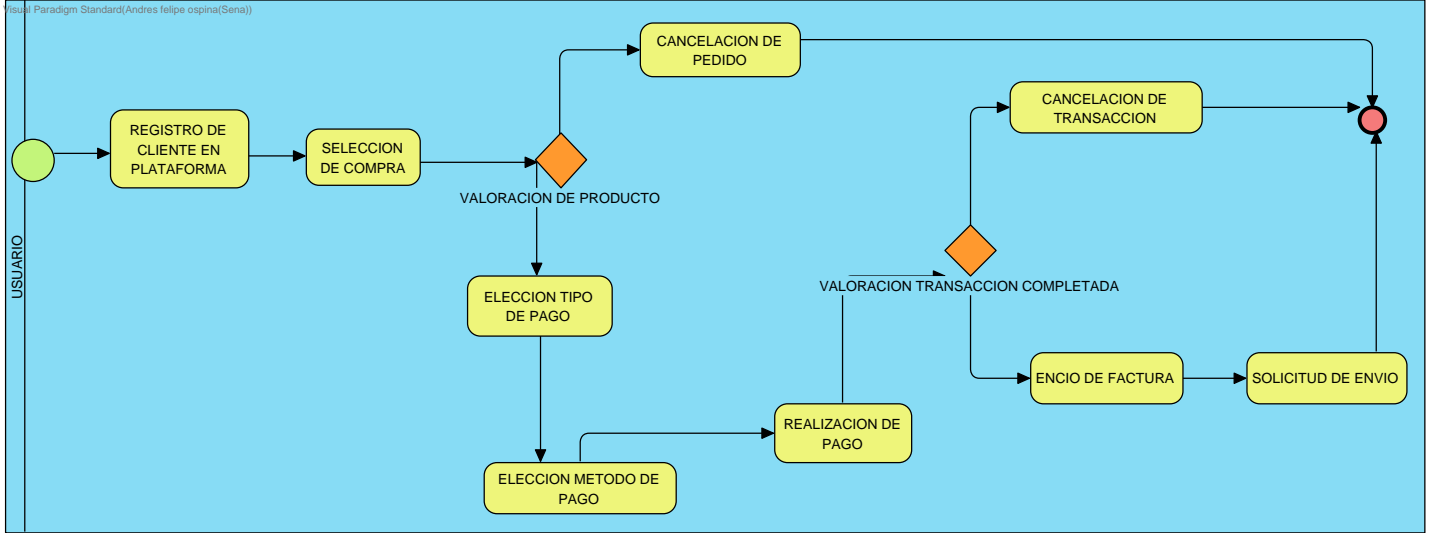 Visual Paradigm Standard(Andres felipe ospina(Sena))
USUARIO
REGISTRO DE
CLIENTE EN
PLATAFORMA
SELECCION
DE COMPRA
VALORACION DE PRODUCTO
CANCELACION DE
PEDIDO
ELECCION TIPO
DE PAGO
ELECCION METODO DE
PAGO
REALIZACION DE
PAGO
VALORACION TRANSACCION COMPLETADA
CANCELACION DE
TRANSACCION
ENCIO DE FACTURA
SOLICITUD DE ENVIO